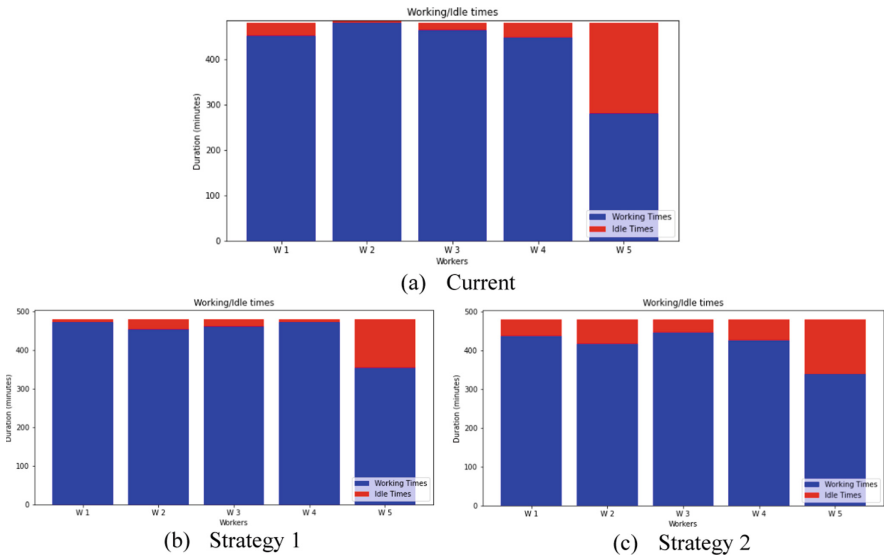 Working/Idle times
Duration (minutes)
400
300
200
100
0
W 1 W 2 W 3 W 4 W 5
Workers
Working Times
Idle Times
(a) Current
Working/Idle times
Duration (minutes)
500
400
300
200
100
0
W 1 W 2 W 3 W 4 W 5
Workers
Working Times
Idle Times
(b) Strategy 1
Working/Idle times
Duration (minutes)
500
400
300
200
100
0
W 1 W 2 W 3 W 4 W 5
Workers
Working Times
Idle Times
(c) Strategy 2